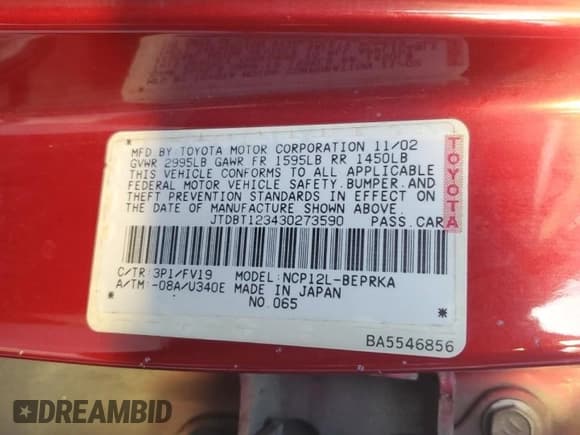 MFD.BY:TOYOTA MOTOR CORPORATION 11/02
GVWR 2995LB GAWR FR 1595LB RR 1450LB
THIS VEHICLE CONFORMS TO ALL APPLICABLE
FEDERAL MOTOR VEHICLE SAFETY,BUMPER,AND
THEFT PREVENTION STANDARDS IN EFFECT ON
THE DATE OF MANUFACTURE SHOWN ABOVE.
JTDBT123430273590 PASS.CAR
TOYOTA
C/TR:3P1/FV19 MODEL:NCP12L-BEPRKA
A/TM:-08A/U340E MADE IN JAPAN
NO.065
* *
BA5546856
DREAMBID